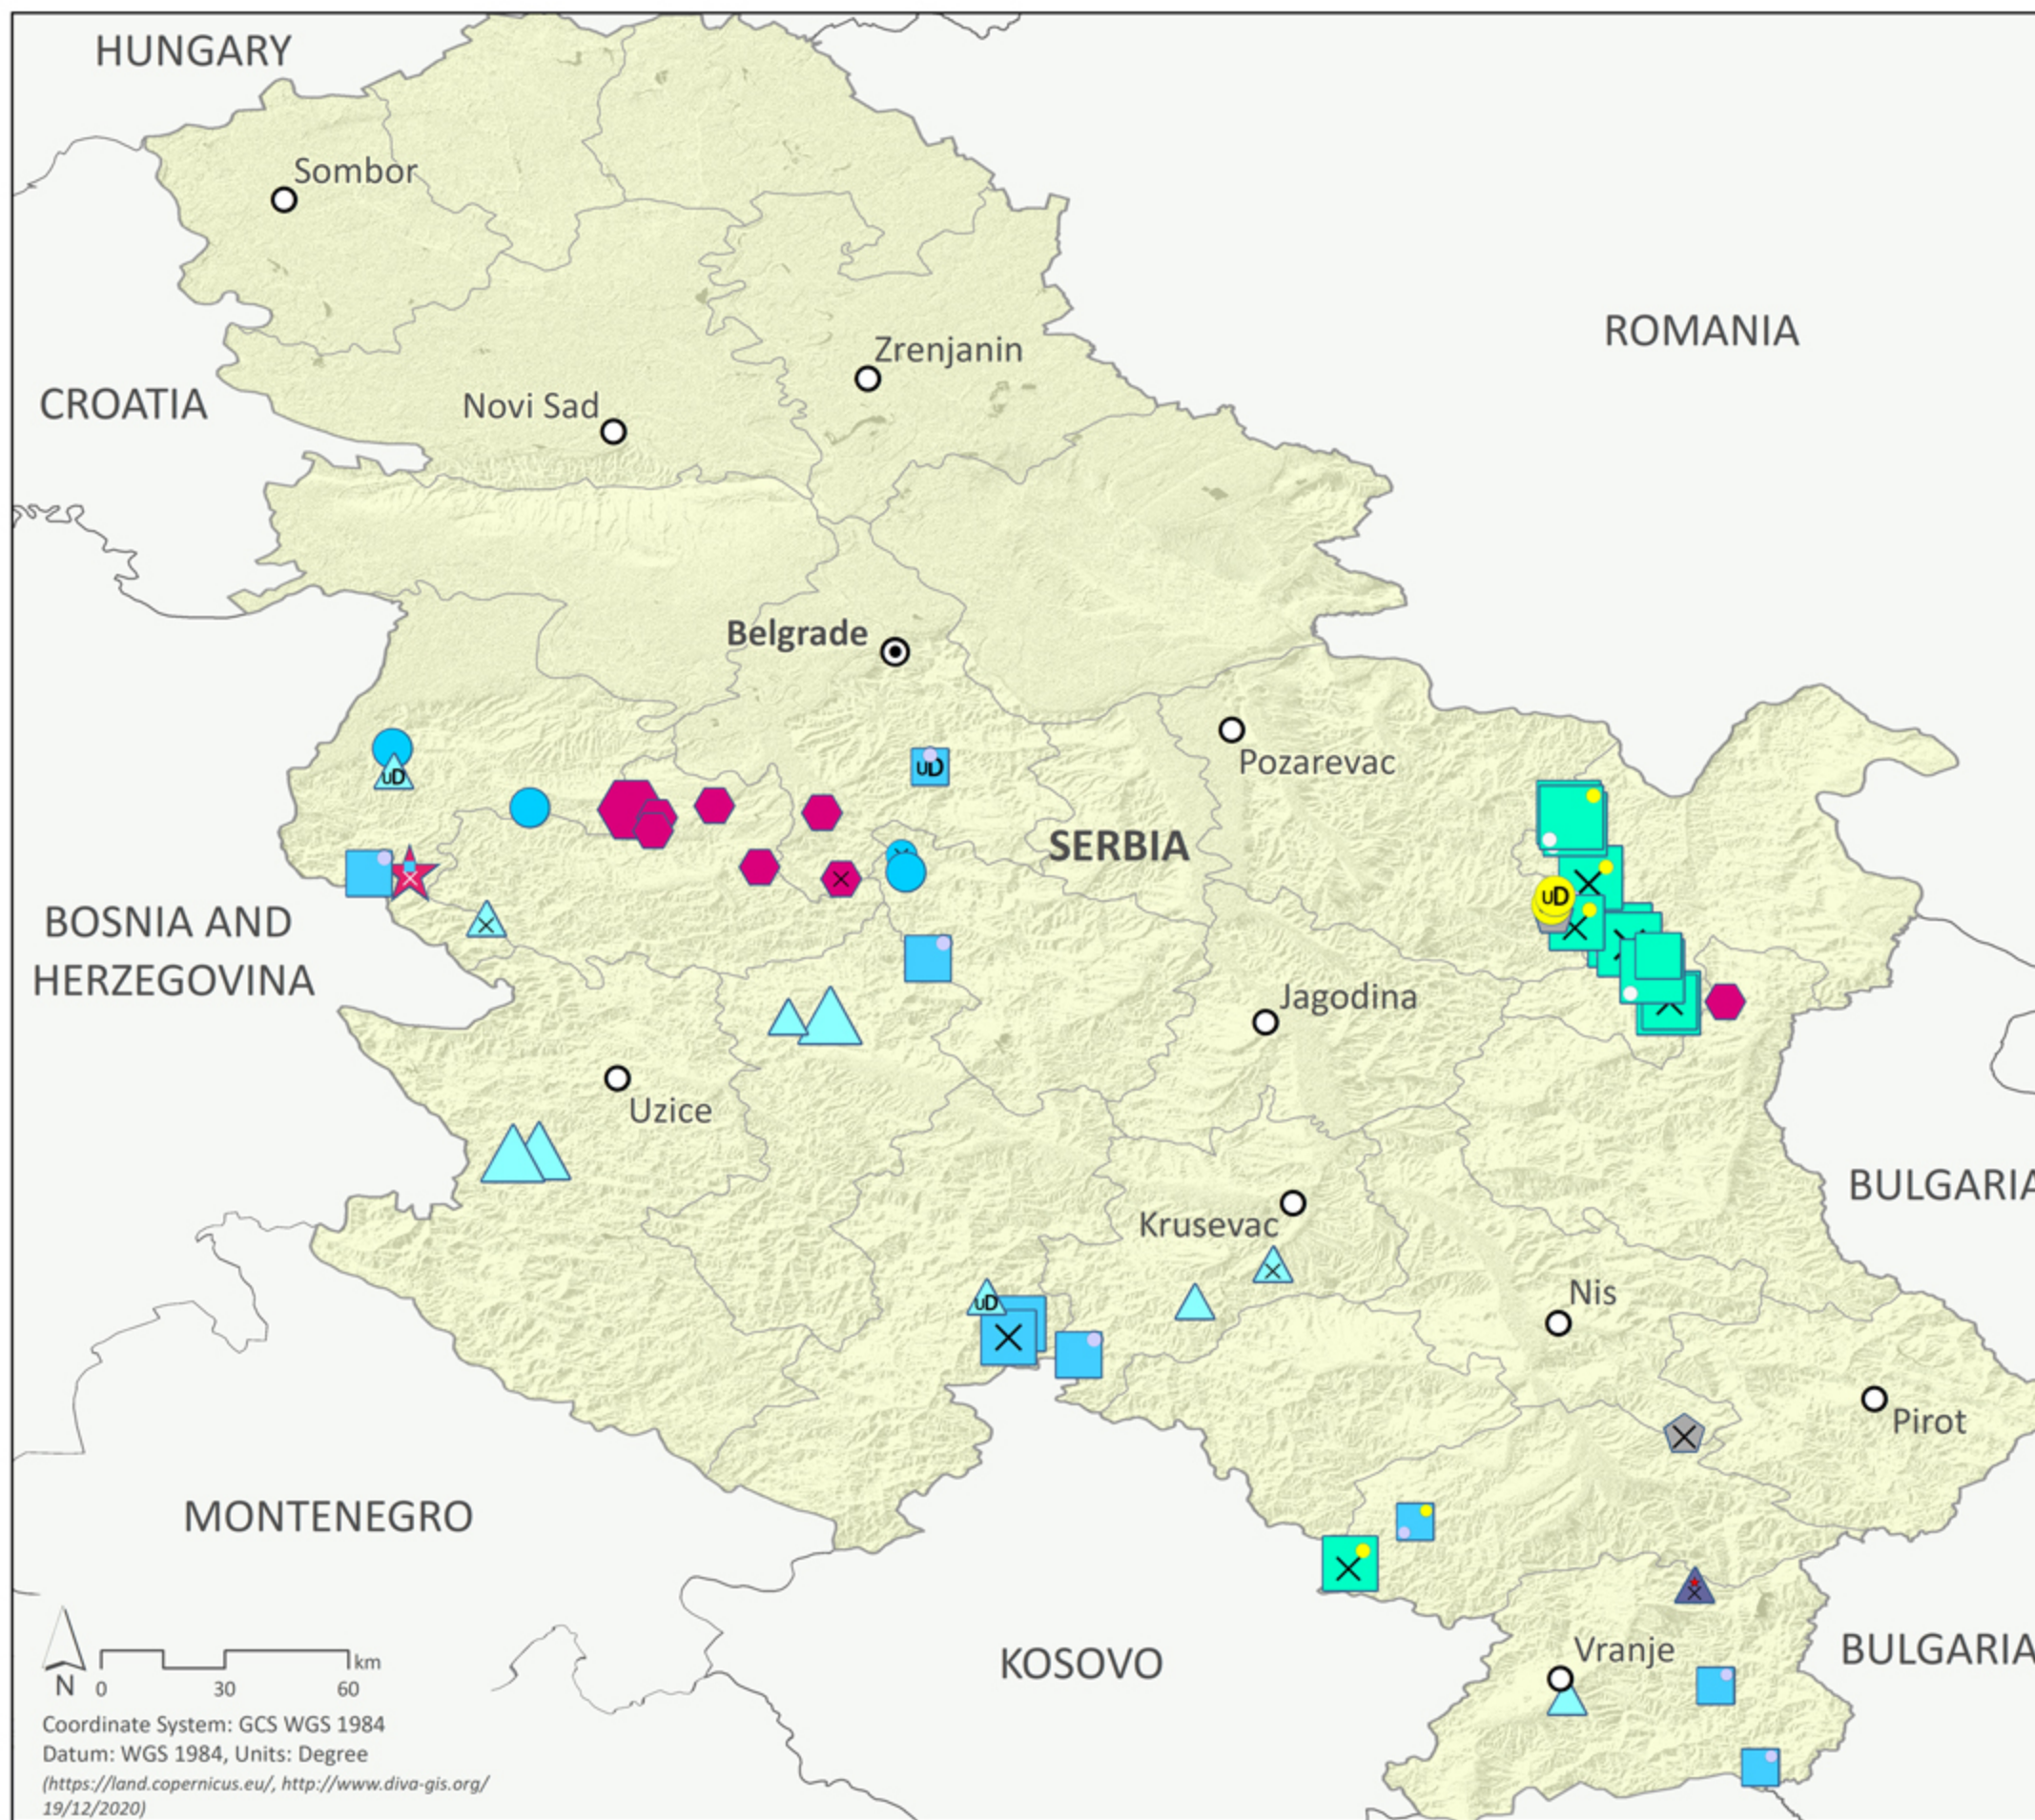 HUNGARY
Sombor
ROMANIA
Zrenjanin
CROATIA
Novi Sad
Belgrade
Pozarevac
uD
uD
SERBIA
uD
BOSNIA AND
HERZEGOVINA
Jagodina
Uzice
BULGARIA
Krusevac
Nis
uD
Pirot
MONTENEGRO
KOSOVO
Vranje
BULGARIA
km
N 0 30 60
Coordinate System: GCS WGS 1984
Datum: WGS 1984, Units: Degree
(https://land.copernicus.eu/, http://www.diva-gis.org/
19/12/2020)